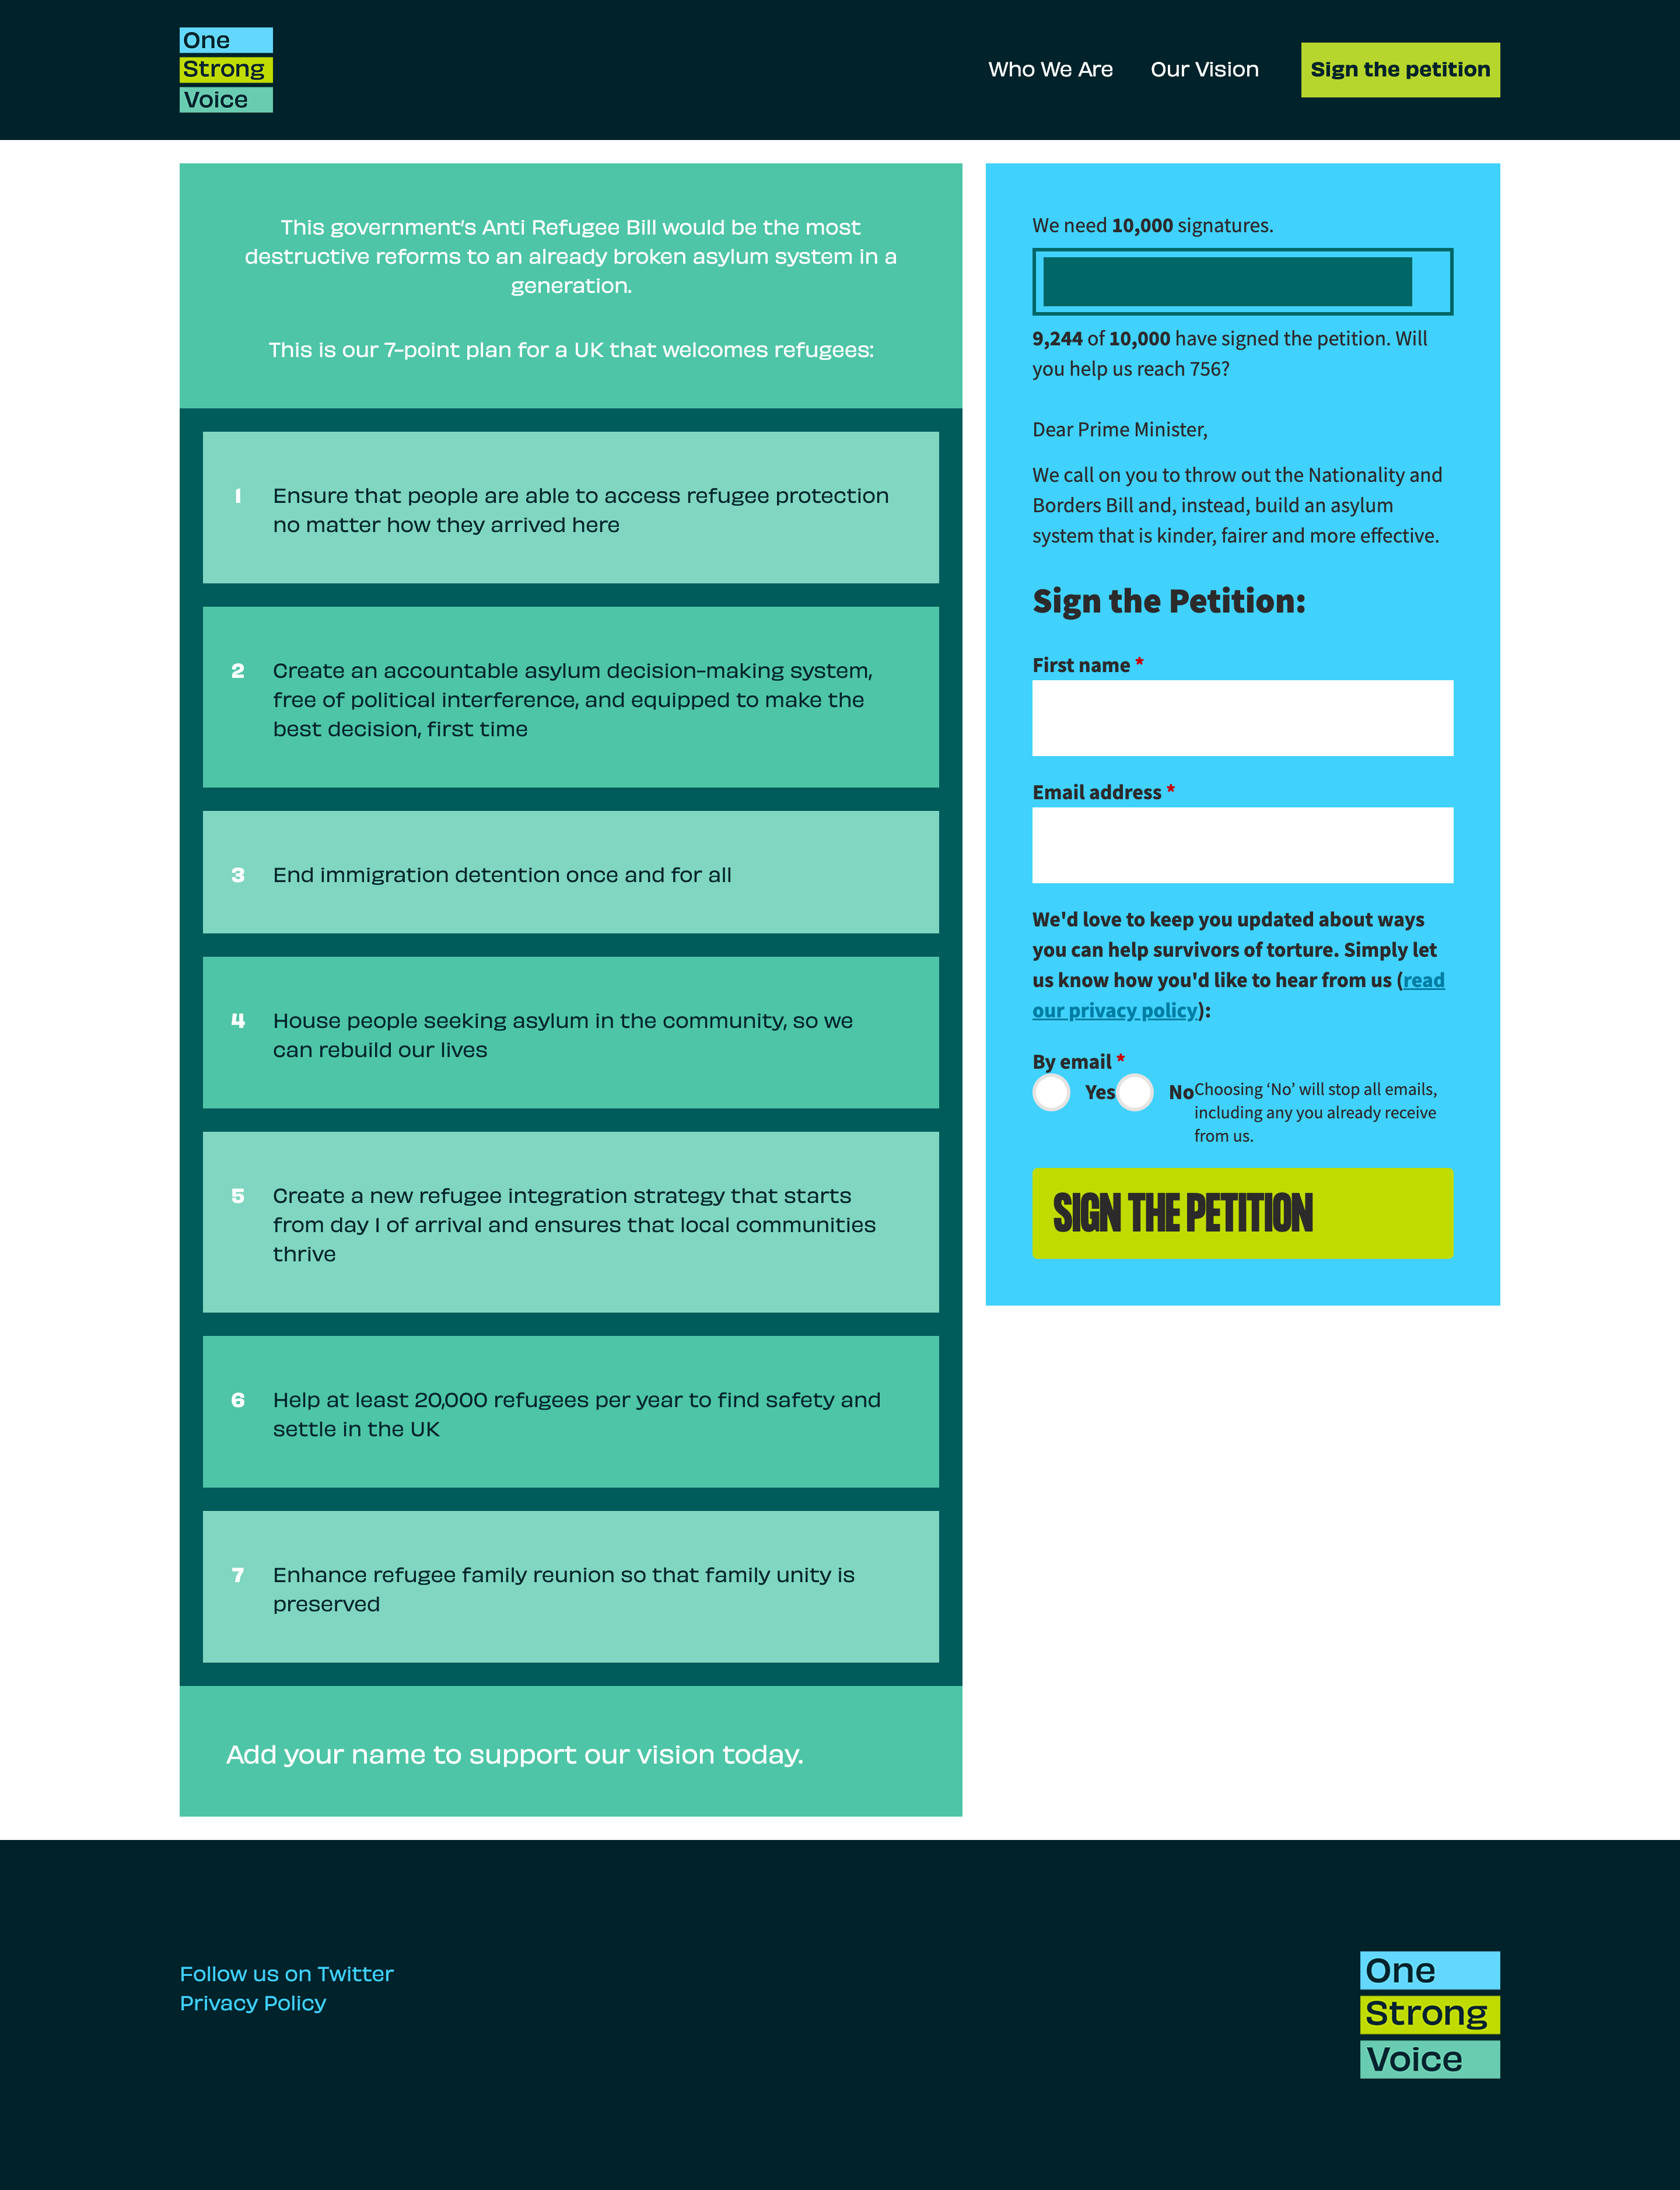 One
Strong
Voice
Who We Are
Our Vision
Sign the petition
This government's Anti Refugee Bill would be the most
destructive reforms to an already broken asylum system in a
generation.
This is our 7-point plan for a UK that welcomes refugees:
1 Ensure that people are able to access refugee protection
no matter how they arrived here
2 Create an accountable asylum decision-making system,
free of political interference, and equipped to make the
best decision, first time
3 End immigration detention once and for all
4 House people seeking asylum in the community, so we
can rebuild our lives
5 Create a new refugee integration strategy that starts
from day 1 of arrival and ensures that local communities
thrive
6 Help at least 20,000 refugees per year to find safety and
settle in the UK
7 Enhance refugee family reunion so that family unity is
preserved
Add your name to support our vision today.
We need 10,000 signatures.
9,244 of 10,000 have signed the petition. Will
you help us reach 756?
Dear Prime Minister,
We call on you to throw out the Nationality and
Borders Bill and, instead, build an asylum
system that is kinder, fairer and more effective.
Sign the Petition:
First name *
Email address *
We'd love to keep you updated about ways
you can help survivors of torture. Simply let
us know how you'd like to hear from us (read
our privacy policy):
By email *
Yes
No
Choosing ‘No’ will stop all emails,
including any you already receive
from us.
SIGN THE PETITION
Follow us on Twitter
Privacy Policy
One
Strong
Voice